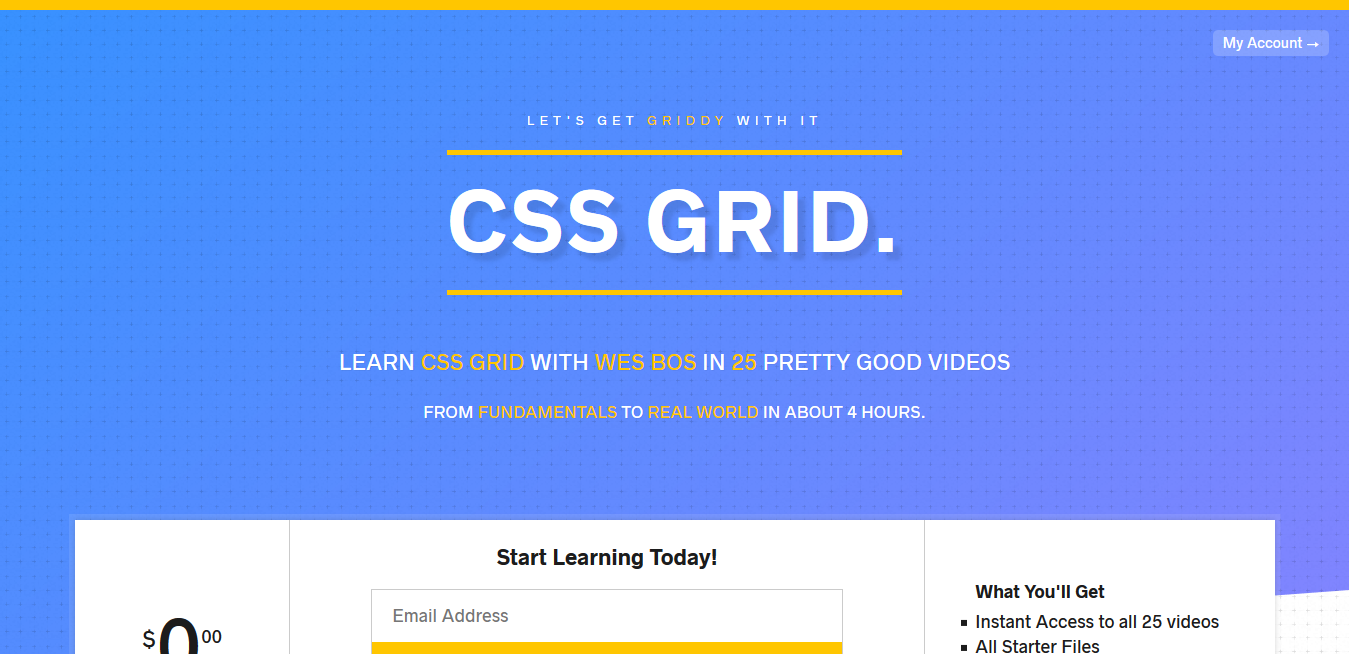 My Account →
LET'S GET GRIDDY WITH IT
CSS GRID.
LEARN CSS GRID WITH WES BOS IN 25 PRETTY GOOD VIDEOS
FROM FUNDAMENTALS TO REAL WORLD IN ABOUT 4 HOURS.
$000
Start Learning Today!
Email Address
What You'll Get
Instant Access to all 25 videos
All Starter Files